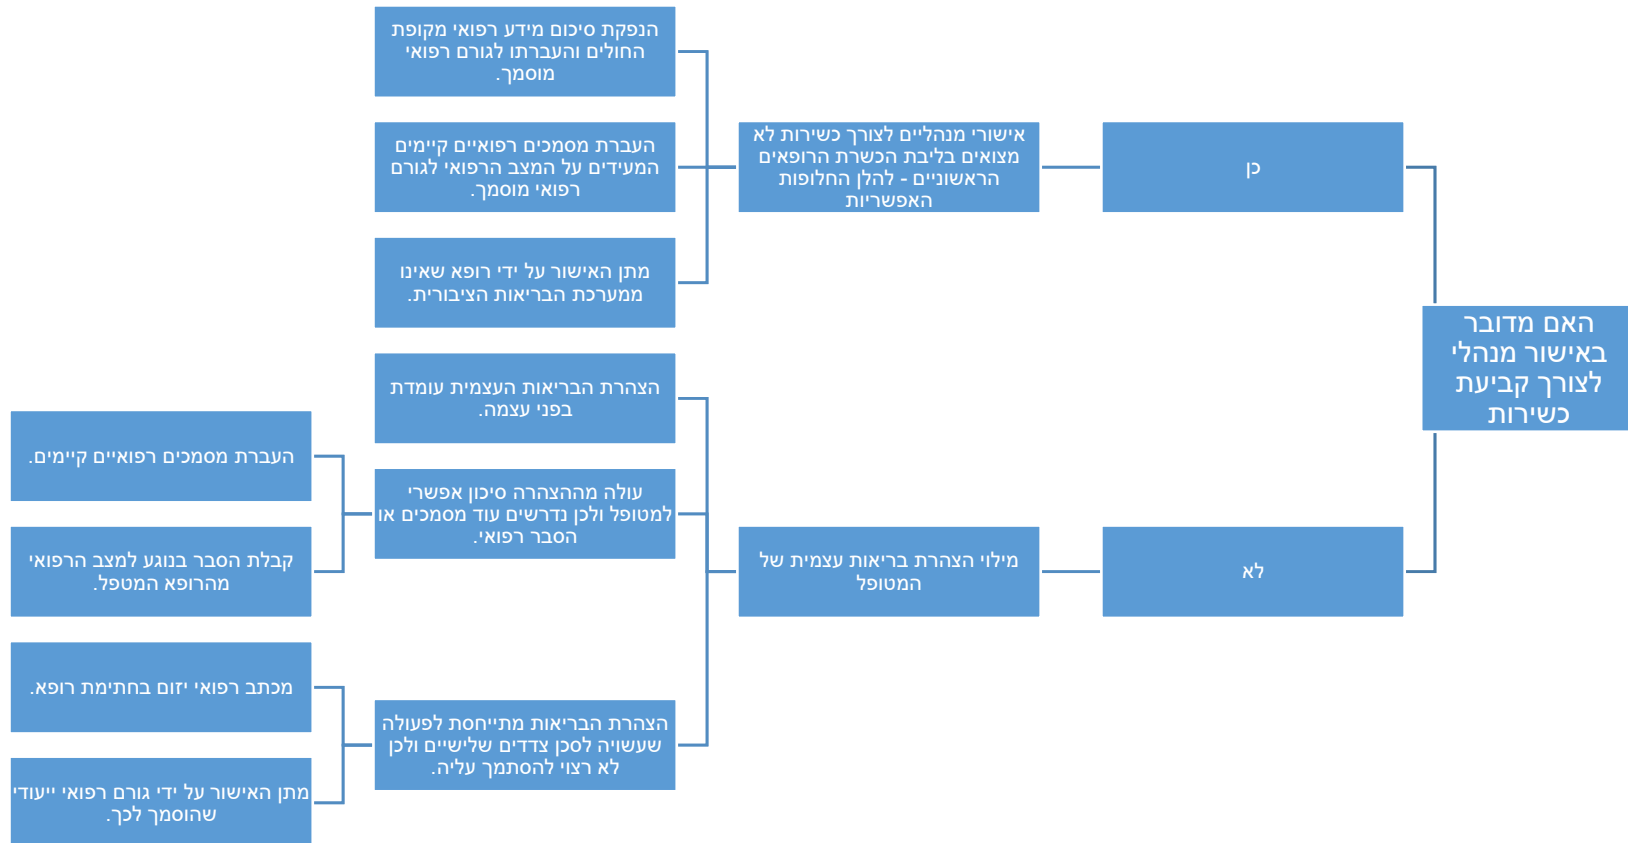 האם מדובר
באישור מנהלי
לצורך קביעת
כשירות
כן
אישורי מנהליים לצורך כשירות לא
מצואים בליבת הכשרת הרופאים
הראשוניים - להלן החלופות
האפשריות
הנפקת סיכום מידע רפואי מקופת
החולים והעברתו לגורם רפואי
מוסמך.
העברת מסמכים רפואיים קיימים
המעידים על המצב הרפואי לגורם
רפואי מוסמך.
מתן האישור על ידי רופא שאינו
ממערכת הבריאות הציבורית.
לא
מילוי הצהרת בריאות עצמית של
המטופל
הצהרת הבריאות העצמית עומדת
בפני עצמה.
עולה מההצהרה סיכון אפשרי
למטופל ולכן נדרשים עוד מסמכים או
הסבר רפואי.
העברת מסמכים רפואיים קיימים.
קבלת הסבר בנוגע למצב הרפואי
מהרופא המטפל.
הצהרת הבריאות מתייחסת לפעולה
שעשויה לסכן צדדים שלישיים ולכן
לא רצוי להסתמך עליה.
מכתב רפואי יזום בחתימת רופא.
מתן האישור על ידי גורם רפואי ייעודי
שהוסמך לכך.